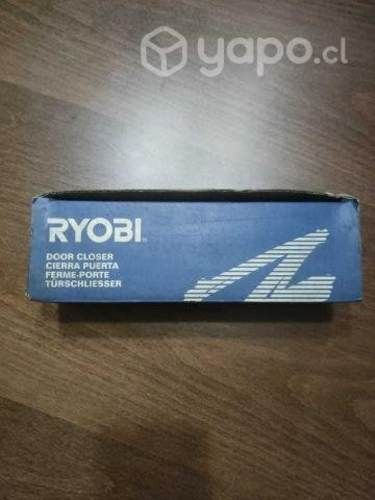 yapo.cl
RYOBI
DOOR CLOSER
CIERRA PUERTA
FERME-PORTE
TÜRSCHLIESSER